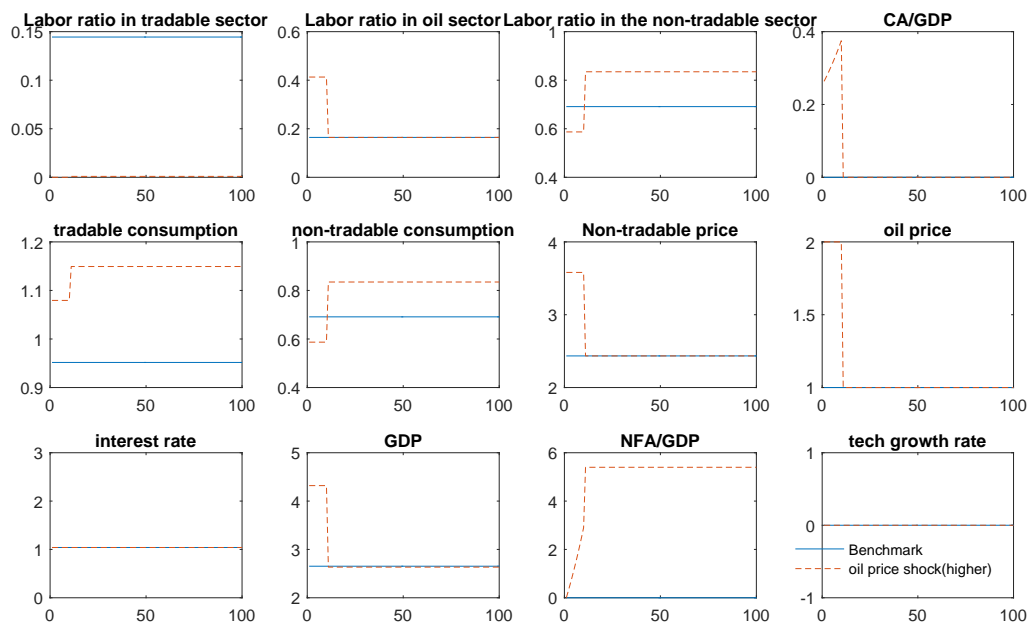 Labor ratio in tradable sector
Labor ratio in oil sector
Labor ratio in the non-tradable sector
CA/GDP
0.15
0.1
0.05
0
0 50 100
0.6
0.4
0.2
0
0 50 100
1
0.8
0.6
0.4
0 50 100
0.4
0.2
0
0 50 100
tradable consumption
non-tradable consumption
Non-tradable price
oil price
1.2
1.1
1
0.9
0 50 100
1
0.8
0.6
0.4
0 50 100
4
3
2
0 50 100
2
1.5
1
0 50 100
interest rate
GDP
NFA/GDP
tech growth rate
3
2
1
0
0 50 100
5
4
3
2
0 50 100
6
4
2
0
0 50 100
1
0
-1
0 50 100
Benchmark
oil price shock(higher)